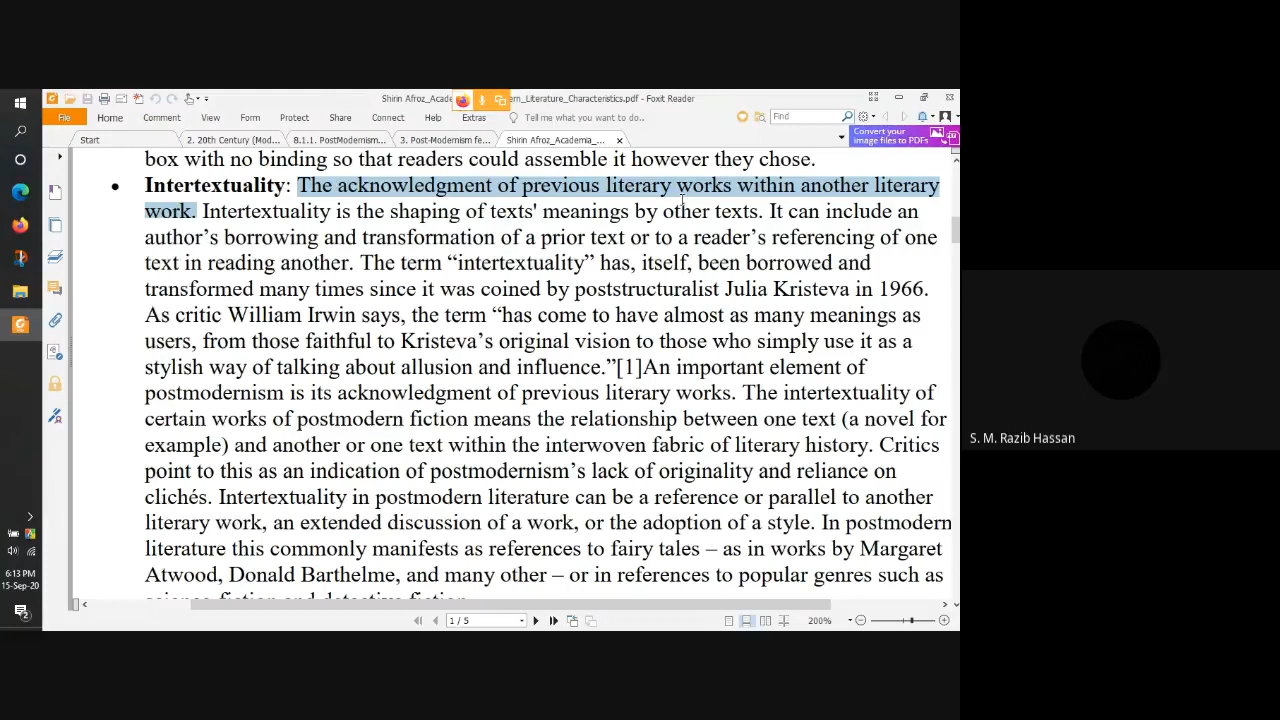 Shirin Afroz_Acade
rn_Literature_Characteristics.pdf - Foxit Reader
File Home Comment View Form Protect Share Connect Help Extras Tell me what you want to do... Find
Convert your
image files to PDFs
Start 2. 20th Century (Mod... 8.1.1. PostModernism... 3. Post-Modern fe... Shirin Afroz_Academa...
box with no binding so that readers could assemble it however they chose.
• Intertextuality: The acknowledgment of previous literary works within another literary
work. Intertextuality is the shaping of texts' meanings by other texts. It can include an
author’s borrowing and transformation of a prior text or to a reader’s referencing of one
text in reading another. The term “intertextuality” has, itself, been borrowed and
transformed many times since it was coined by poststructuralist Julia Kristeva in 1966.
As critic William Irwin says, the term “has come to have almost as many meanings as
users, from those faithful to Kristeva’s original vision to those who simply use it as a
stylish way of talking about allusion and influence.”[1]An important element of
postmodernism is its acknowledgment of previous literary works. The intertextuality of
certain works of postmodern fiction means the relationship between one text (a novel for
example) and another or one text within the interwoven fabric of literary history. Critics
point to this as an indication of postmodernism’s lack of originality and reliance on
clichés. Intertextuality in postmodern literature can be a reference or parallel to another
literary work, an extended discussion of a work, or the adoption of a style. In postmodern
literature this commonly manifests as references to fairy tales – as in works by Margaret
Atwood, Donald Barthelme, and many other – or in references to popular genres such as
1 / 5
200%
6:13 PM
15-Sep-20
S. M. Razib Hassan